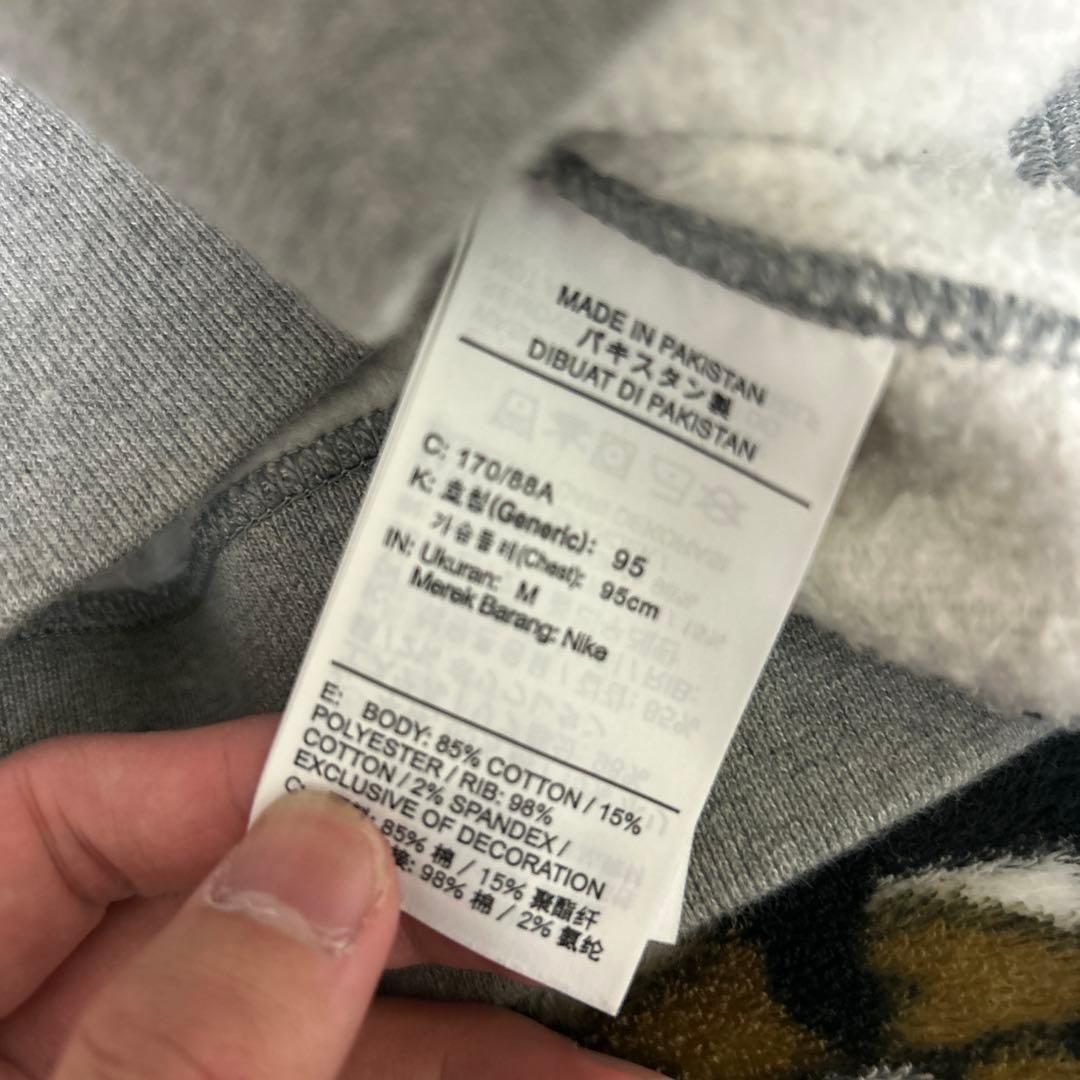 MADE IN PAKISTAN
パキスタン製
DIBUAT DI PAKISTAN
C: 170/88A
K: 호칭(Generic): 95
가슴둘레(Chest): 95cm
IN: Ukuran: M
Merek Barang: Nike
E: BODY: 85% COTTON / 15%
POLYESTER / RIB: 98%
COTTON / 2% SPANDEX /
EXCLUSIVE OF DECORATION
85% 棉 / 15% 聚酯纤
98% 棉 / 2% 氨纶